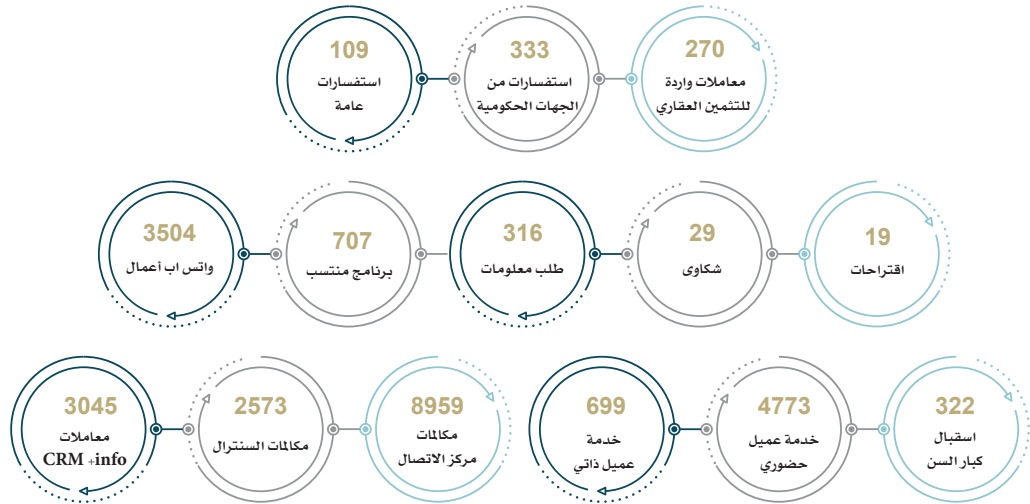 270
معاملات واردة
للتثمين العقاري
333
استفسارات من
الجهات الحكومية
109
استفسارات
عامة
19
اقتراحات
29
شكاوى
316
طلب معلومات
707
برنامج منتسب
3504
واتس اب أعمال
322
اسقبال
كبار السن
4773
خدمة عميل
حضوري
699
خدمة
عميل ذاتي
8959
مكالمات
مركز الاتصال
2573
مكالمات السنترال
3045
معاملات
CRM +info